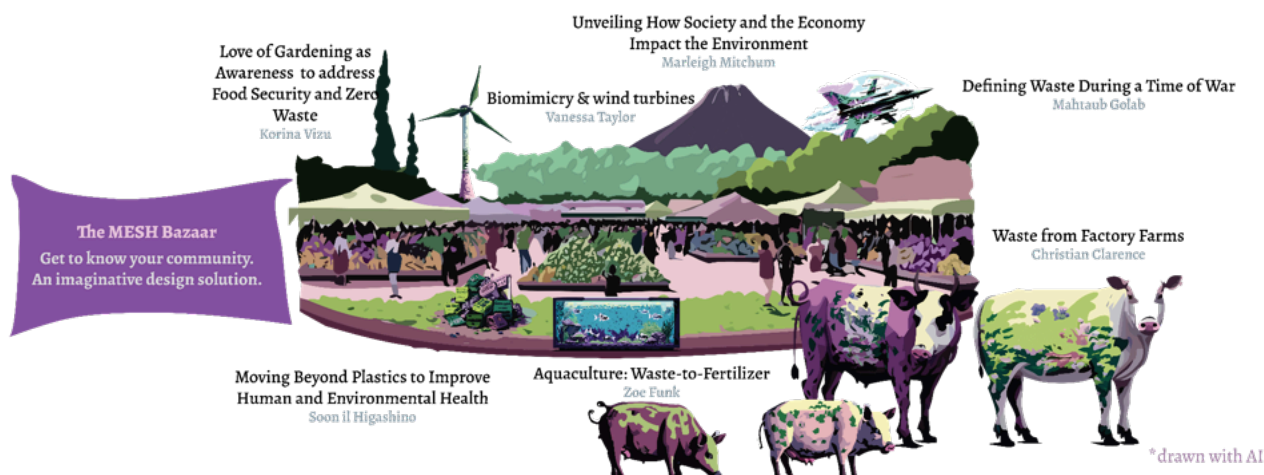 Unveiling How Society and the Economy
Impact the Environment
Marleigh Mitchum
Love of Gardening as
Awareness to address
Food Security and Zero
Waste
Korina Vizu
Biomimicry & wind turbines
Vanessa Taylor
Defining Waste During a Time of War
Mahtaub Golab
The MESH Bazaar
Get to know your community.
An imaginative design solution.
Waste from Factory Farms
Christian Clarence
Moving Beyond Plastics to Improve
Human and Environmental Health
Soon il Higashino
Aquaculture: Waste-to-Fertilizer
Zoe Funk
*drawn with AI